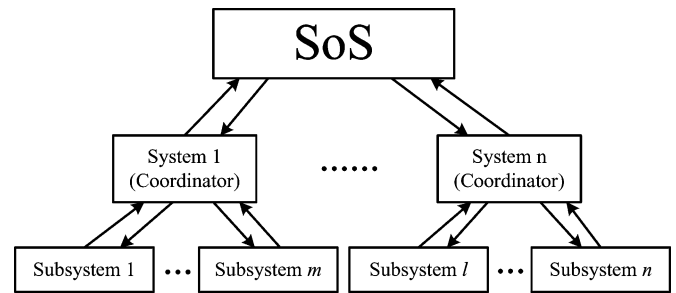 SoS
System 1
(Coordinator)
......
System n
(Coordinator)
Subsystem 1
...
Subsystem m
Subsystem l
...
Subsystem n